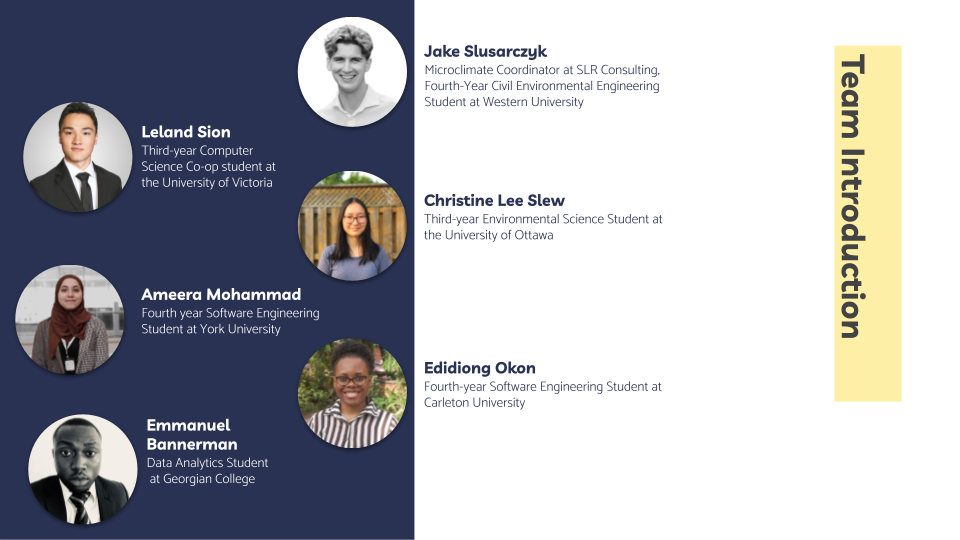 Jake Slusarczyk
Microclimate Coordinator at SLR Consulting,
Fourth-Year Civil Environmental Engineering
Student at Western University
Leland Sion
Third-year Computer
Science Co-op student at
the University of Victoria
Christine Lee Slew
Third-year Environmental Science Student at
the University of Ottawa
Ameera Mohammad
Fourth year Software Engineering
Student at York University
Edidiong Okon
Fourth-year Software Engineering Student at
Carleton University
Emmanuel
Bannerman
Data Analytics Student
at Georgian College
Team Introduction